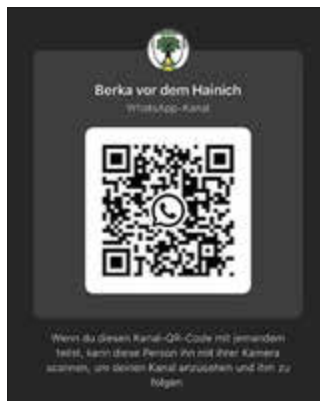 Berka vor dem Hainich
WhatsApp-Kanal
Wenn du diesen Kanal-QR-Code mit jemandem
teilst, kann diese Person ihn mit ihrer Kamera
scannen, um deinen Kanal anzusehen und ihm zu
folgen